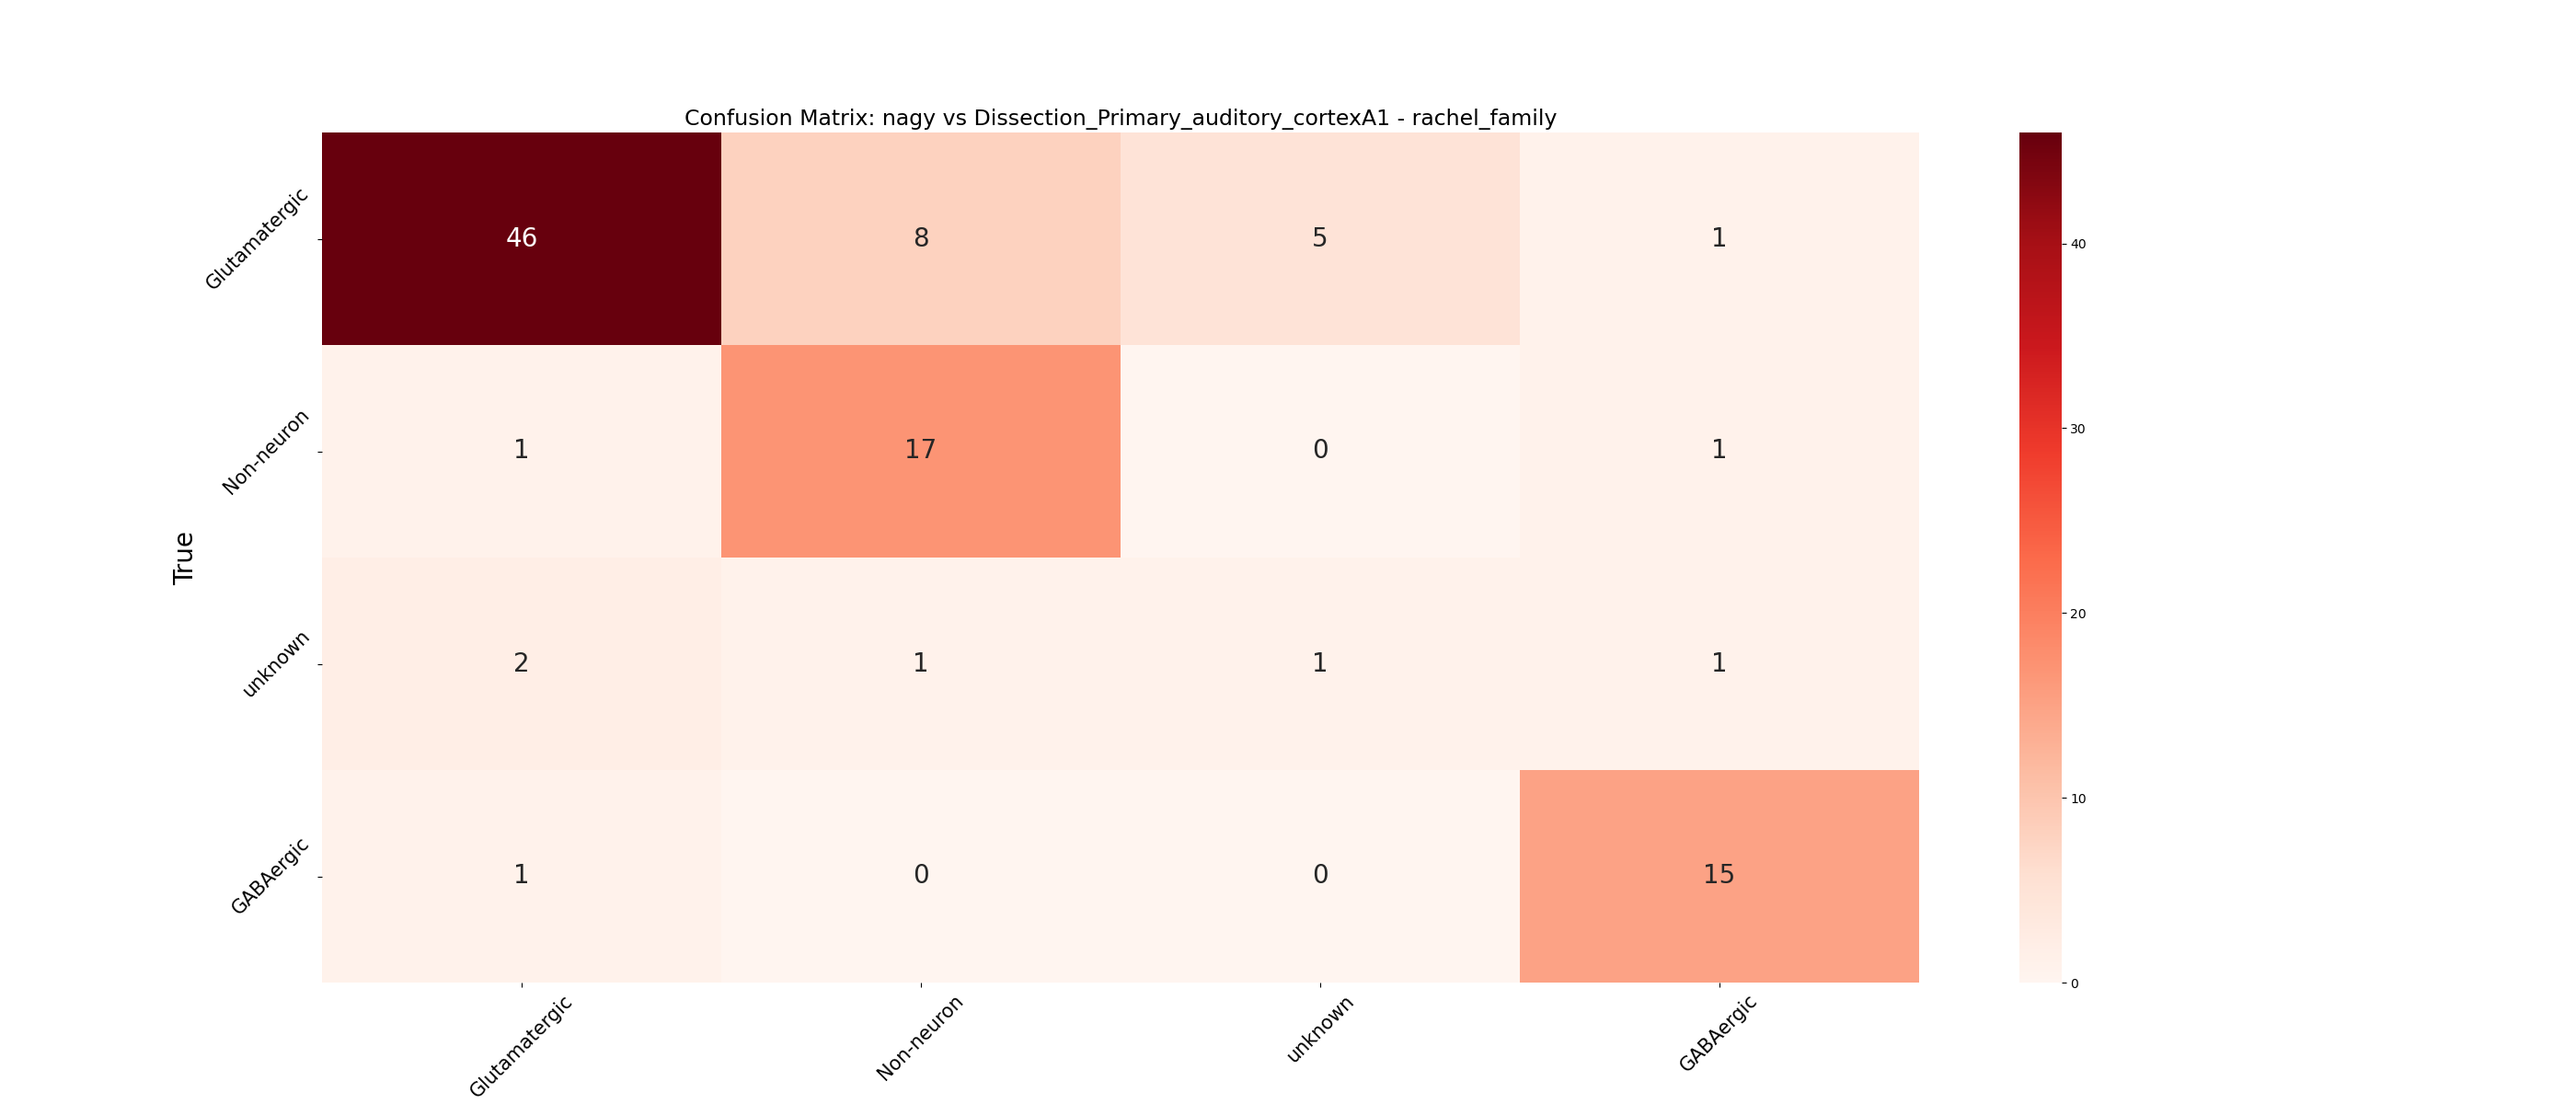 Confusion Matrix: nagy vs Dissection_Primary_auditory_cortexA1 - rachel_family
True
Glutamatergic
46 8 5 1
Non-neuron
1 17 0 1
unknown
2 1 1 1
GABAergic
1 0 0 15
Glutamatergic Non-neuron unknown GABAergic
40
30
20
10
0